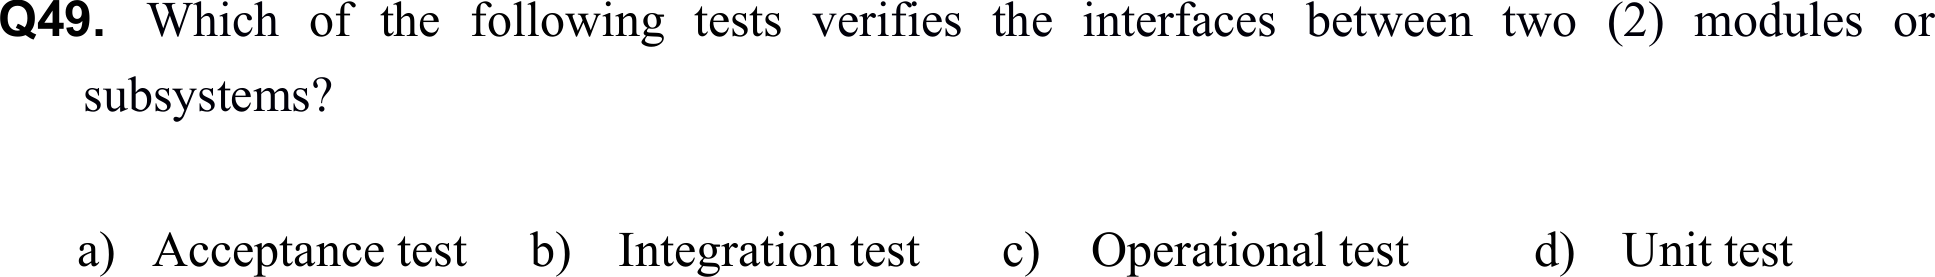 Q49. Which of the following tests verifies the interfaces between two (2) modules or
subsystems?
a) Acceptance test b) Integration test c) Operational test d) Unit test